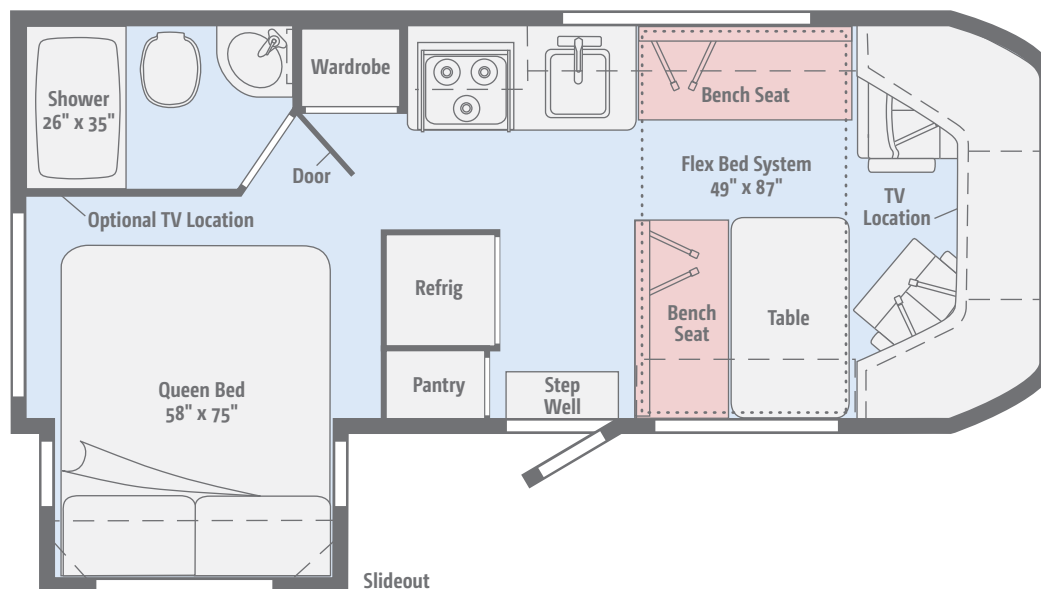 Shower
26" x 35"
Wardrobe
Bench Seat
Door
Flex Bed System
49" x 87"
TV
Location
Optional TV Location
Refrig
Bench
Seat
Table
Pantry
Step
Well
Queen Bed
58" x 75"
Slideout